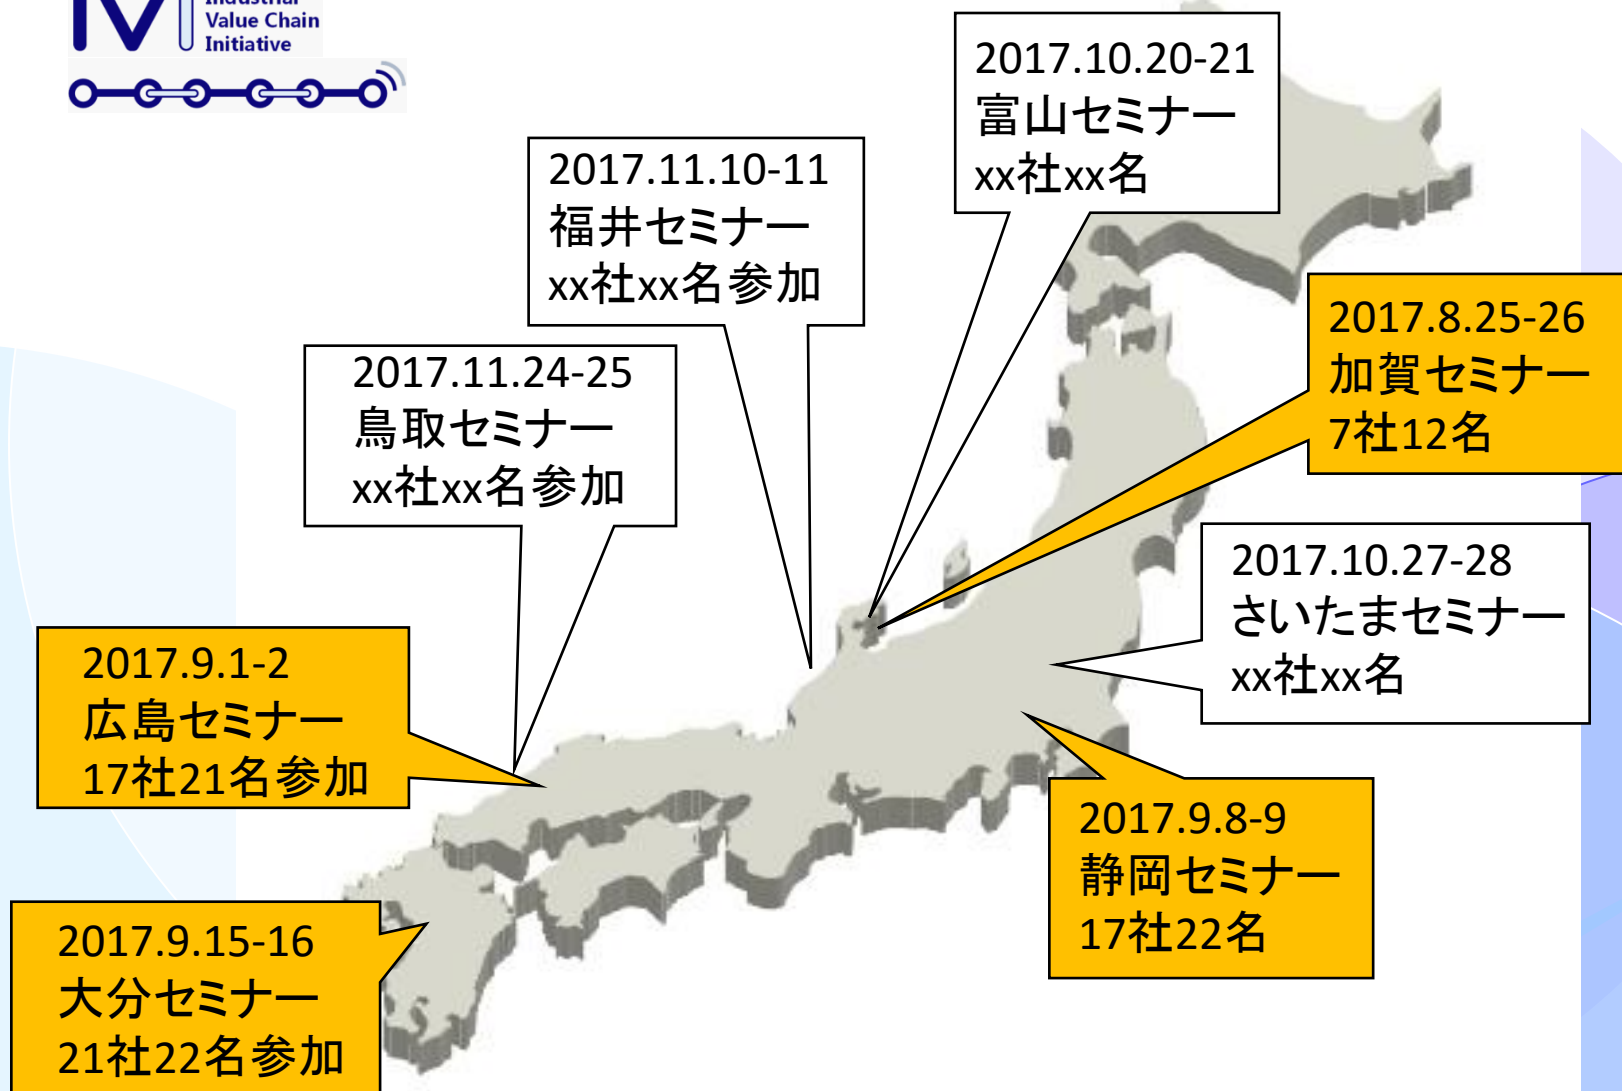 Industrial
Value Chain
Initiative
2017.10.20-21
富山セミナー
xx社xx名
2017.11.10-11
福井セミナー
xx社xx名参加
2017.8.25-26
加賀セミナー
7社12名
2017.11.24-25
鳥取セミナー
xx社xx名参加
2017.10.27-28
さいたまセミナー
xx社xx名
2017.9.1-2
広島セミナー
17社21名参加
2017.9.8-9
静岡セミナー
17社22名
2017.9.15-16
大分セミナー
21社22名参加